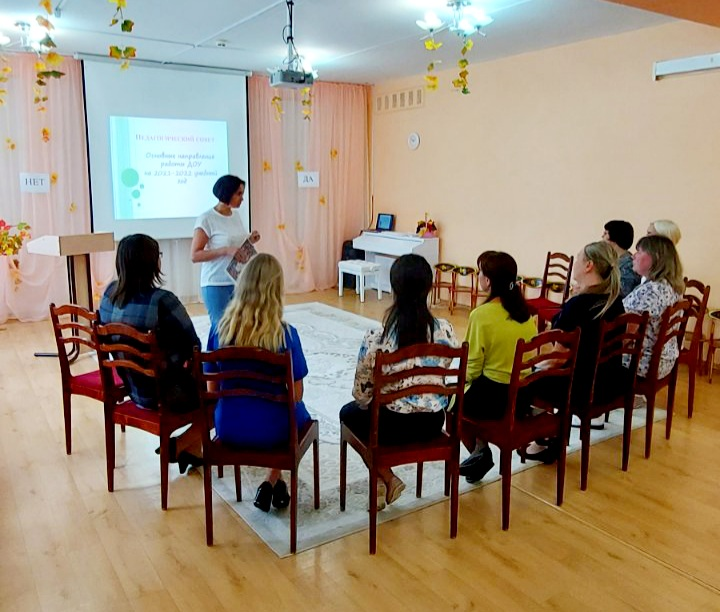 Педагогический совет
Основные направления
работы ДОУ
на 2021-2022 учебный
год
НЕТ
ДА